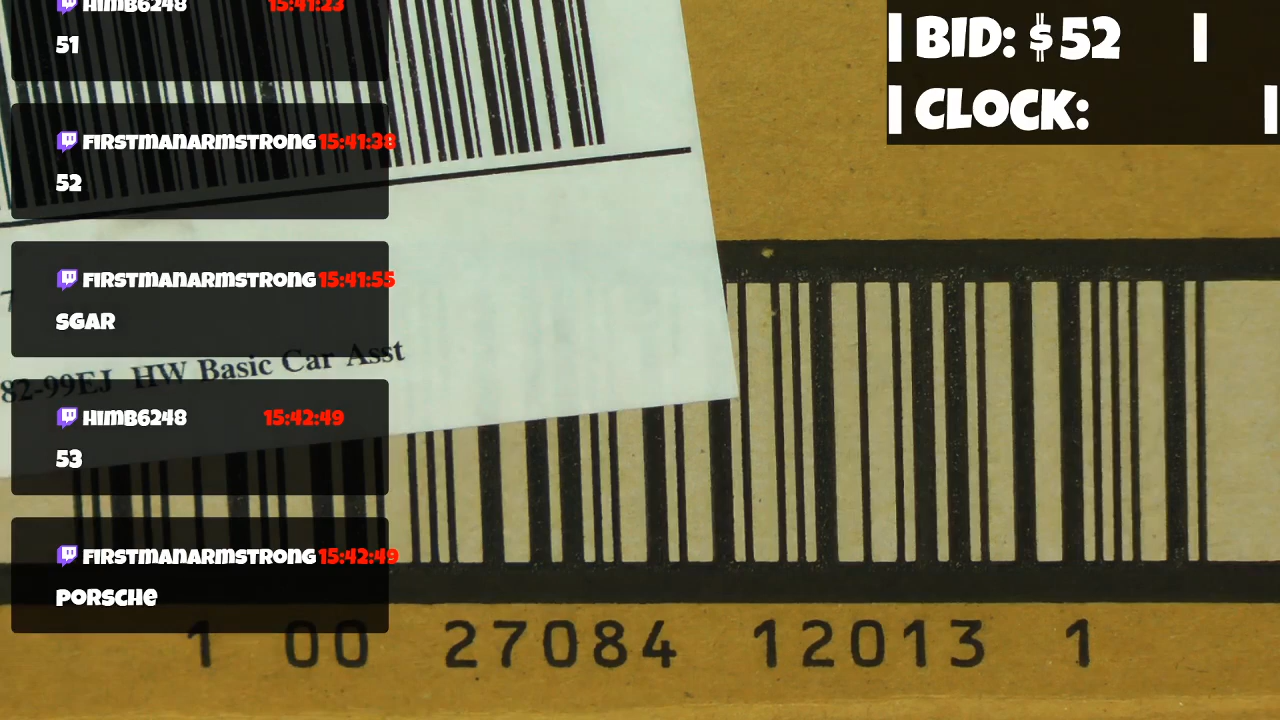 HIMB6248 15:41:23
51
FIRSTMANARMSTRONG 15:41:38
52
FIRSTMANARMSTRONG 15:41:55
SGAR
HIMB6248 15:42:49
53
FIRSTMANARMSTRONG 15:42:49
PORSCHE
| BID: $52 |
| CLOCK: |
7
82-99EJ HW Basic Car Asst
1 00 27084 12013 1